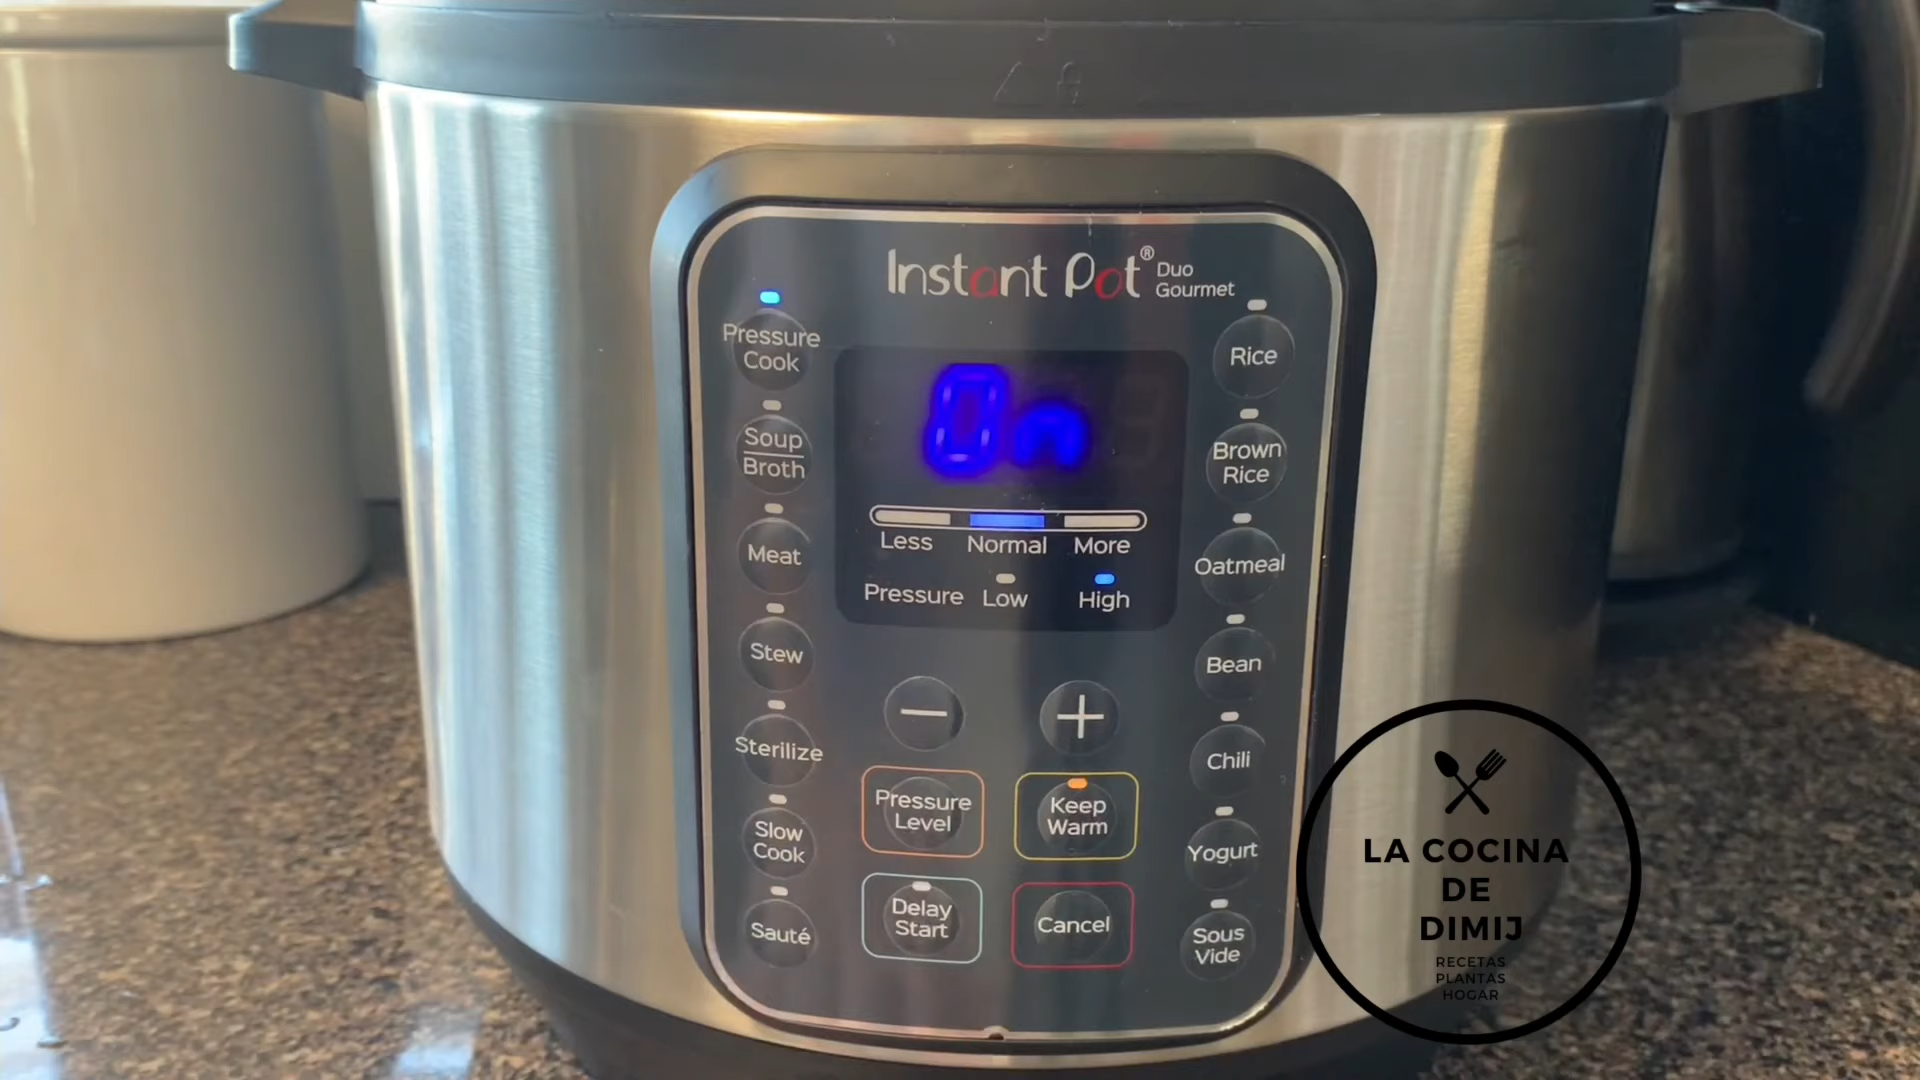 Instant Pot® Duo
Gourmet
Pressure
Cook
Soup
Broth
Meat
Stew
Sterilize
Slow
Cook
Sauté
On
Less Normal More
Pressure Low High
Pressure
Level
Keep
Warm
Delay
Start
Cancel
Rice
Brown
Rice
Oatmeal
Bean
Chili
Yogurt
Sous
Vide
LA COCINA
DE
DIMIJ
RECETAS
PLANTAS
HOGAR